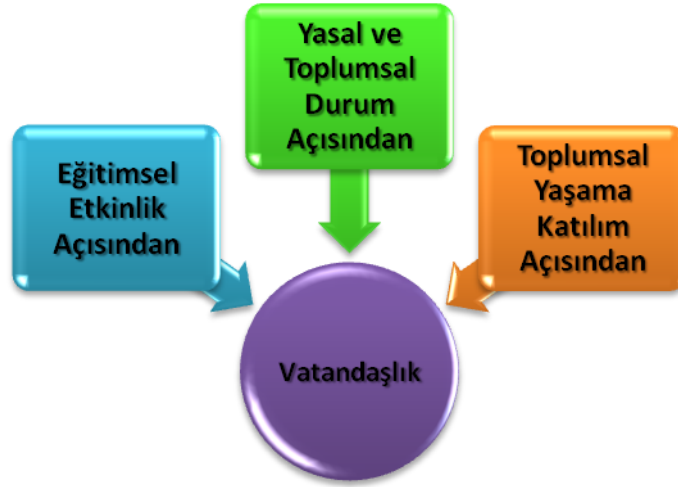 Eğitimsel
Etkinlik
Açısından
Yasal ve
Toplumsal
Durum
Açısından
Toplumsal
Yaşama
Katılım
Açısından
Vatandaşlık